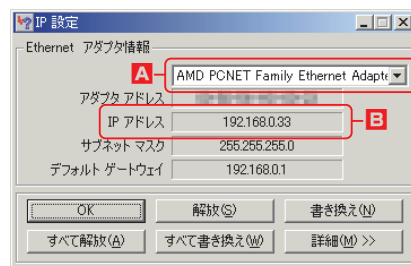 IP 設定
Ethernet アダプタ情報
A
AMD PCNET Family Ethernet Adapte
アダプタ アドレス
IP アドレス 192.168.0.33
B
サブネット マスク 255.255.255.0
デフォルト ゲートウェイ 192.168.0.1
OK 解放(S) 書き換え(N)
すべて解放(A) すべて書き換え(W) 詳細(M) >>